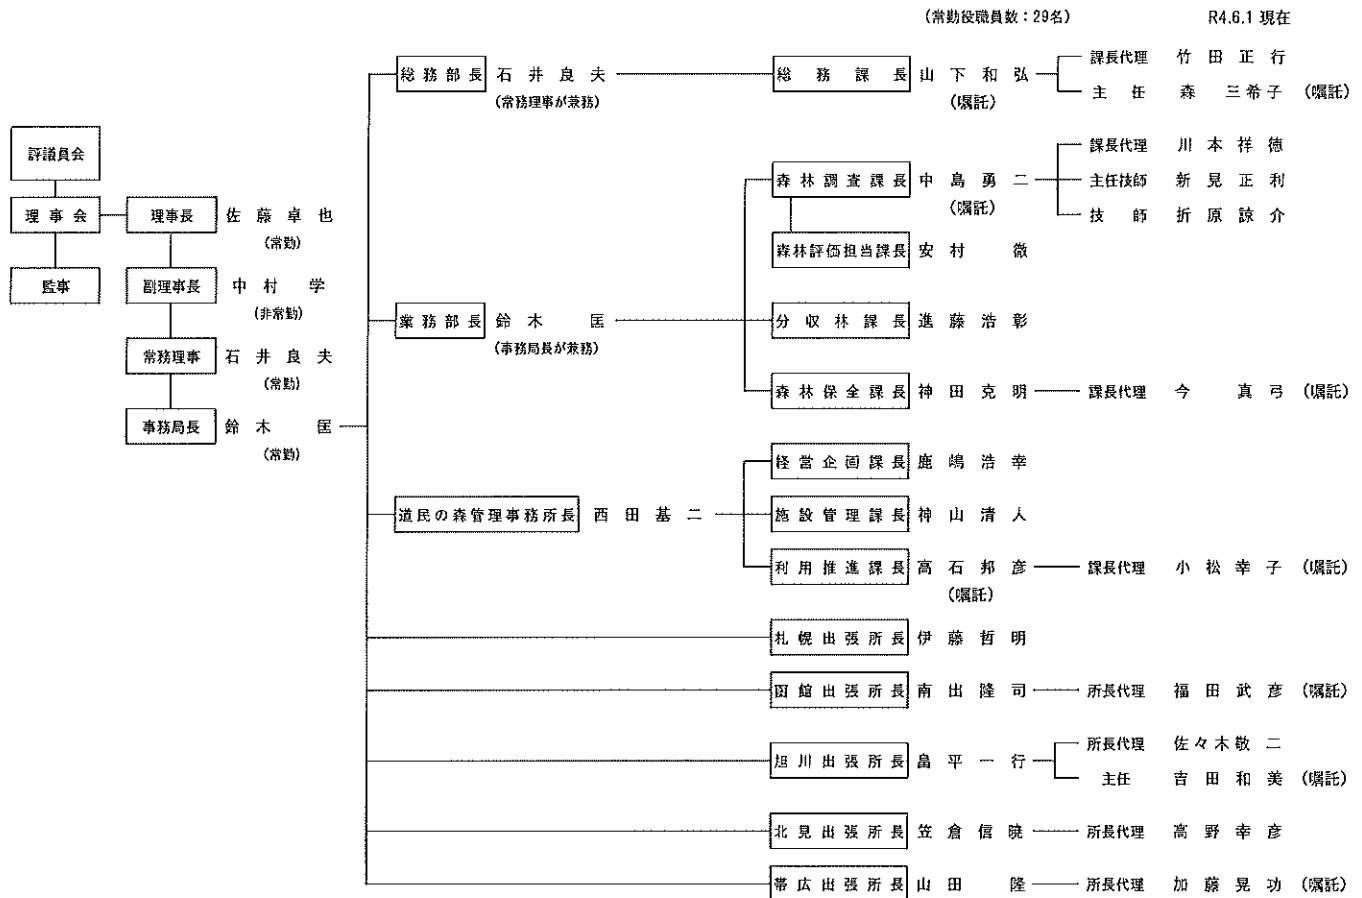 (常勤役職員数：29名) R4.6.1 現在
評議員会
理事会
監事
理事長 佐藤卓也
(常勤)
副理事長 中村学
(非常勤)
常務理事 石井良夫
(常勤)
事務局長 鈴木匡
(常勤)
総務部長 石井良夫
(常務理事が兼務)
総務課長 山下和弘
(嘱託)
課長代理 竹田正行
主任 森三希子 (嘱託)
業務部長 鈴木匡
(事務局長が兼務)
森林調査課長 中島勇二
(嘱託)
課長代理 川本祥徳
主任技師 新見正利
技師 折原諒介
森林評価担当課長 安村徹
分収林課長 進藤浩彰
森林保全課長 神田克明
課長代理 今真弓 (嘱託)
道民の森管理事務所長 西田基二
経営企画課長 鹿嶋浩幸
施設管理課長 神山清人
利用推進課長 高石邦彦
(嘱託)
課長代理 小松幸子 (嘱託)
札幌出張所長 伊藤哲明
函館出張所長 南出隆司
所長代理 福田武彦 (嘱託)
旭川出張所長 畠平一行
所長代理 佐々木敬二
主任 吉田和美 (嘱託)
北見出張所長 笠倉信暁
所長代理 高野幸彦
帯広出張所長 山田隆
所長代理 加藤晃功 (嘱託)